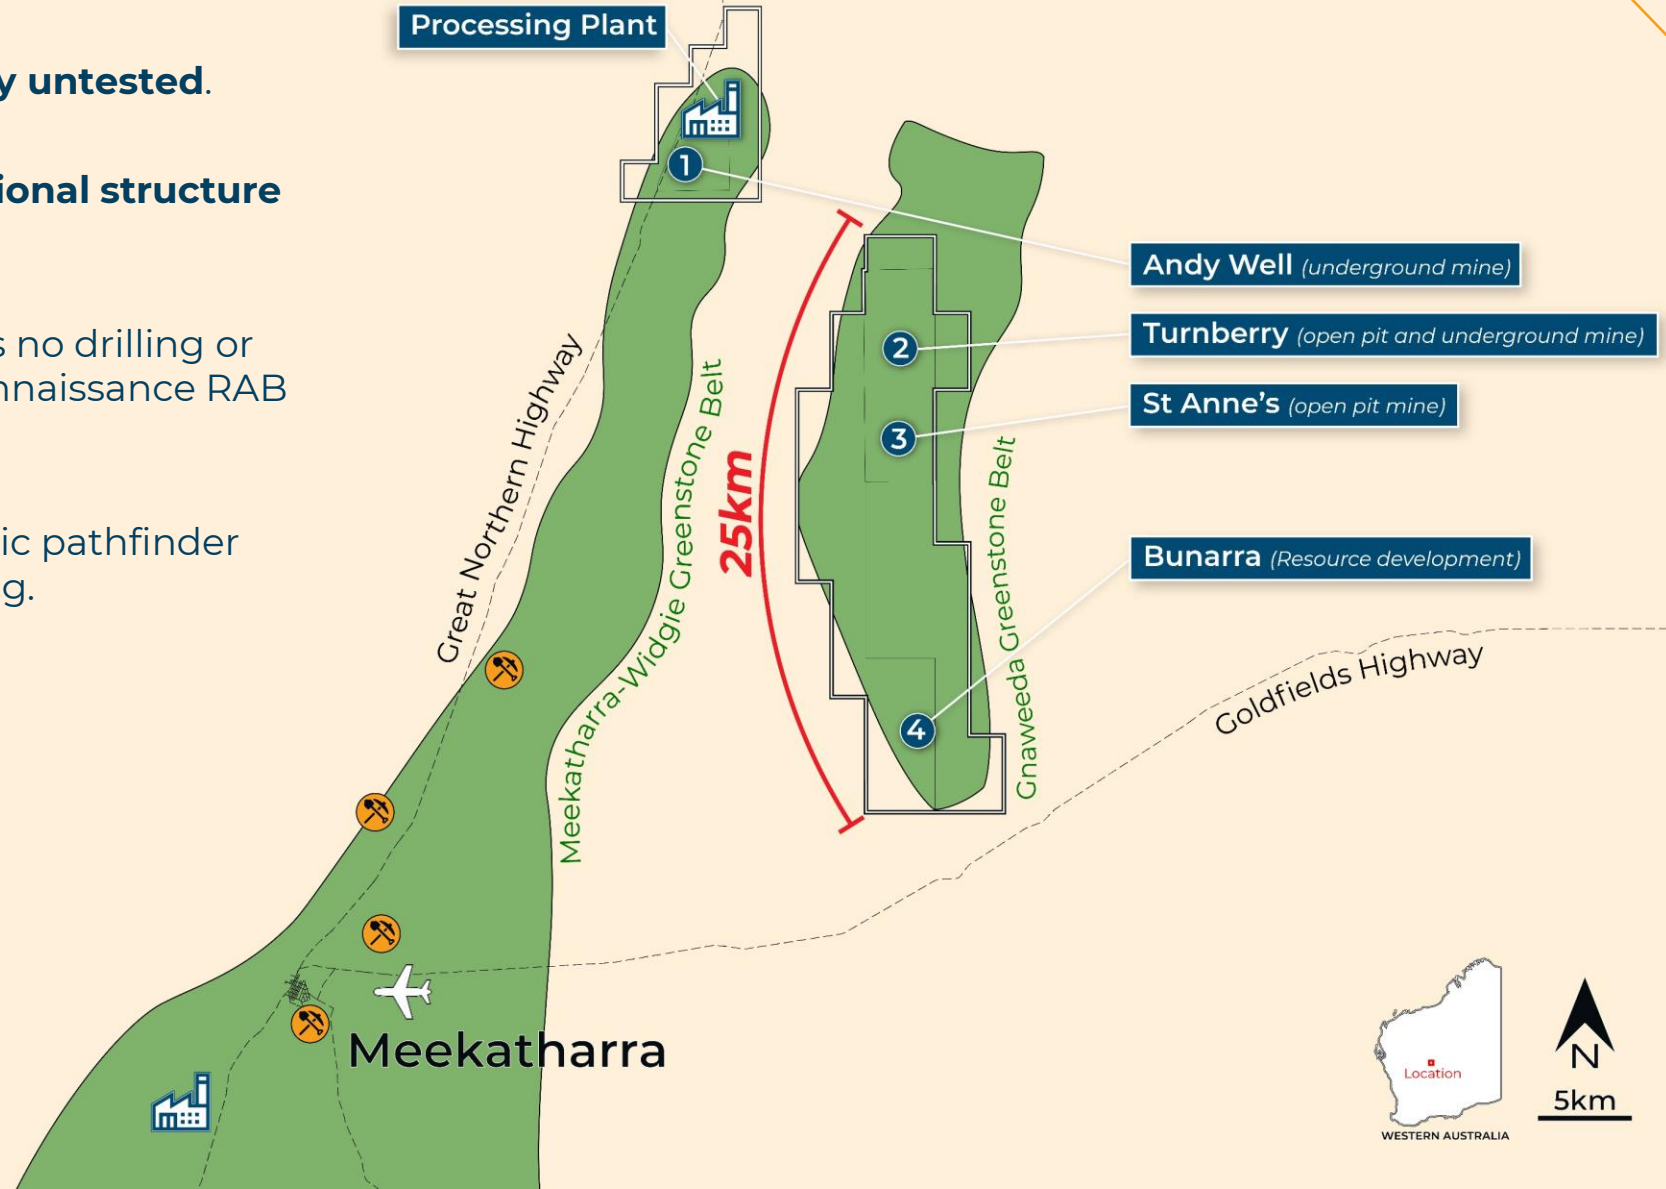 y untested.
ional structure
s no drilling or
nnaissance RAB
ic pathfinder
g.
Processing Plant
1
Andy Well (underground mine)
2
Turnberry (open pit and underground mine)
3
St Anne’s (open pit mine)
4
Bunarra (Resource development)
25km
Great Northern Highway
Meekatharra-Widgie Greenstone Belt
Gnaweeda Greenstone Belt
Goldfields Highway
Meekatharra
Location
WESTERN AUSTRALIA
N
5km